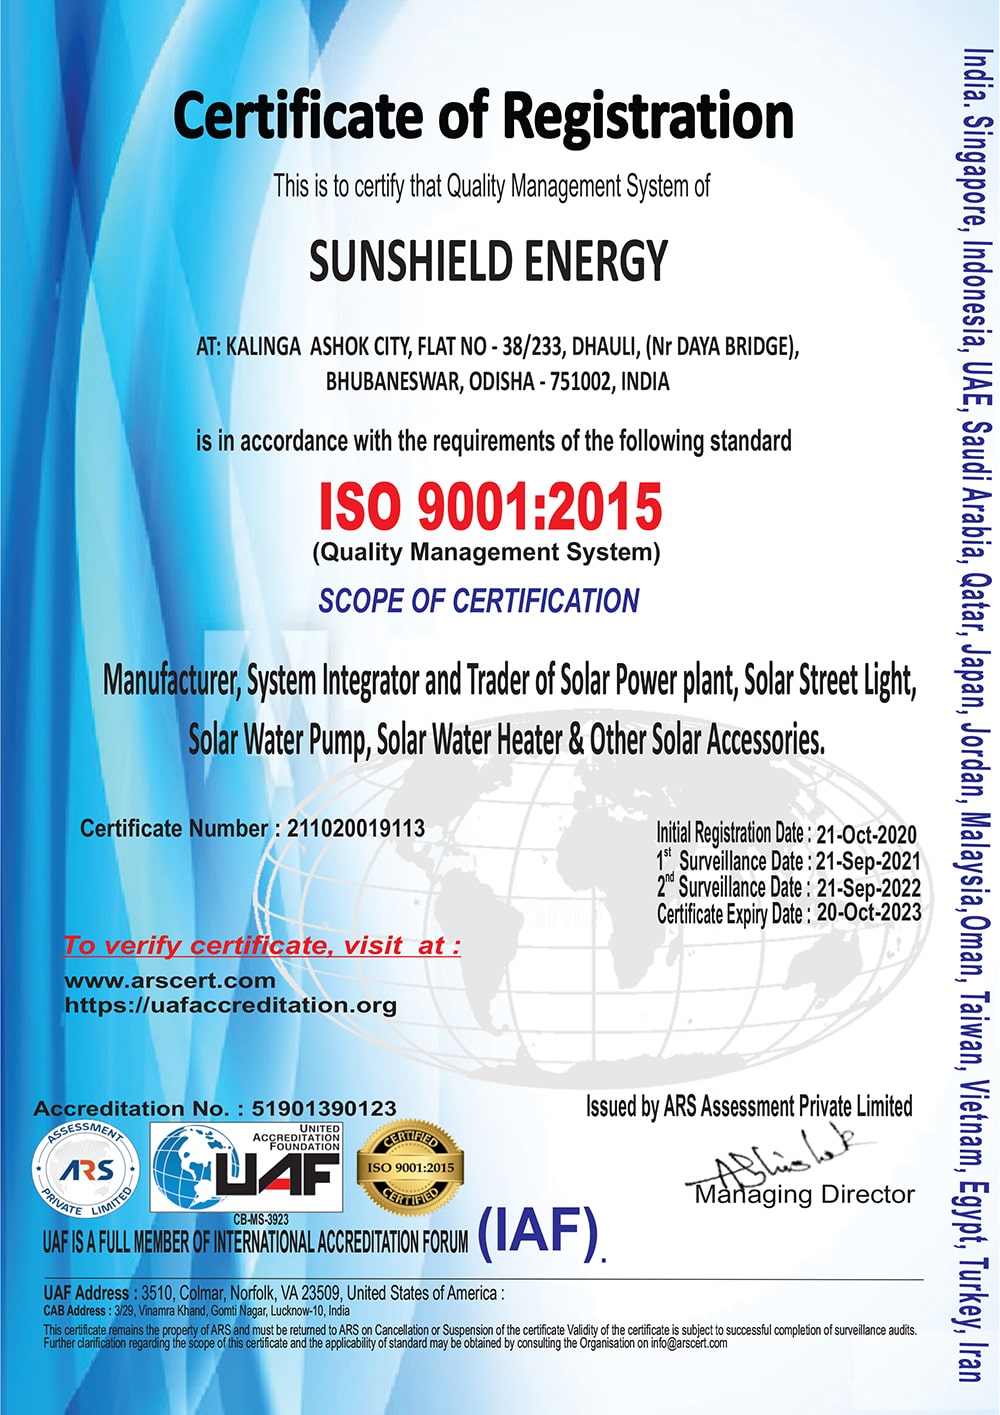 Certificate of Registration
This is to certify that Quality Management System of
SUNSHIELD ENERGY
AT: KALINGA ASHOK CITY, FLAT NO - 38/233, DHAULI, (Nr DAYA BRIDGE),
BHUBANESWAR, ODISHA - 751002, INDIA
is in accordance with the requirements of the following standard
ISO 9001:2015
(Quality Management System)
SCOPE OF CERTIFICATION
Manufacturer, System Integrator and Trader of Solar Power plant, Solar Street Light,
Solar Water Pump, Solar Water Heater & Other Solar Accessories.
Certificate Number : 211020019113
Initial Registration Date : 21-Oct-2020
1st Surveillance Date : 21-Sep-2021
2nd Surveillance Date : 21-Sep-2022
Certificate Expiry Date : 20-Oct-2023
To verify certificate, visit at :
www.arscert.com
https://uafaccreditation.org
Accreditation No. : 51901390123
ASSESSMENT
ARS
PRIVATE LIMITED
UNITED
ACCREDITATION
FOUNDATION
UAF
CB-MS-3923
CERTIFIED
ISO 9001:2015
CERTIFIED
Issued by ARS Assessment Private Limited
Abhishek
Managing Director
UAF IS A FULL MEMBER OF INTERNATIONAL ACCREDITATION FORUM (IAF).
UAF Address : 3510, Colmar, Norfolk, VA 23509, United States of America :
CAB Address : 3/29, Vinamra Khand, Gomti Nagar, Lucknow-10, India
This certificate remains the property of ARS and must be returned to ARS on Cancellation or Suspension of the certificate Validity of the certificate is subject to successful completion of surveillance audits.
Further clarification regarding the scope of this certificate and the applicability of standard may be obtained by consulting the Organisation on info@arscert.com
India. Singapore, Indonesia, UAE, Saudi Arabia, Qatar, Japan, Jordan, Malaysia,Oman, Taiwan, Vietnam, Egypt, Turkey, Iran